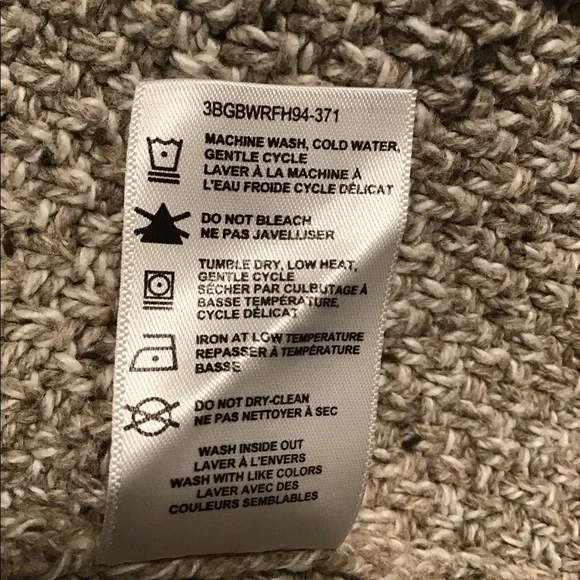 3BGBWRFH94-371
MACHINE WASH, COLD WATER,
GENTLE CYCLE
LAVER À LA MACHINE À
L'EAU FROIDE CYCLE DÉLICAT
DO NOT BLEACH
NE PAS JAVELLISER
TUMBLE DRY, LOW HEAT,
GENTLE CYCLE
SÉCHER PAR CULBUTAGE À
BASSE TEMPÉRATURE,
CYCLE DÉLICAT
IRON AT LOW TEMPERATURE
REPASSER À TEMPÉRATURE
BASSE
DO NOT DRY-CLEAN
NE PAS NETTOYER À SEC
WASH INSIDE OUT
LAVER À L'ENVERS
WASH WITH LIKE COLORS
LAVER AVEC DES
COULEURS SEMBLABLES